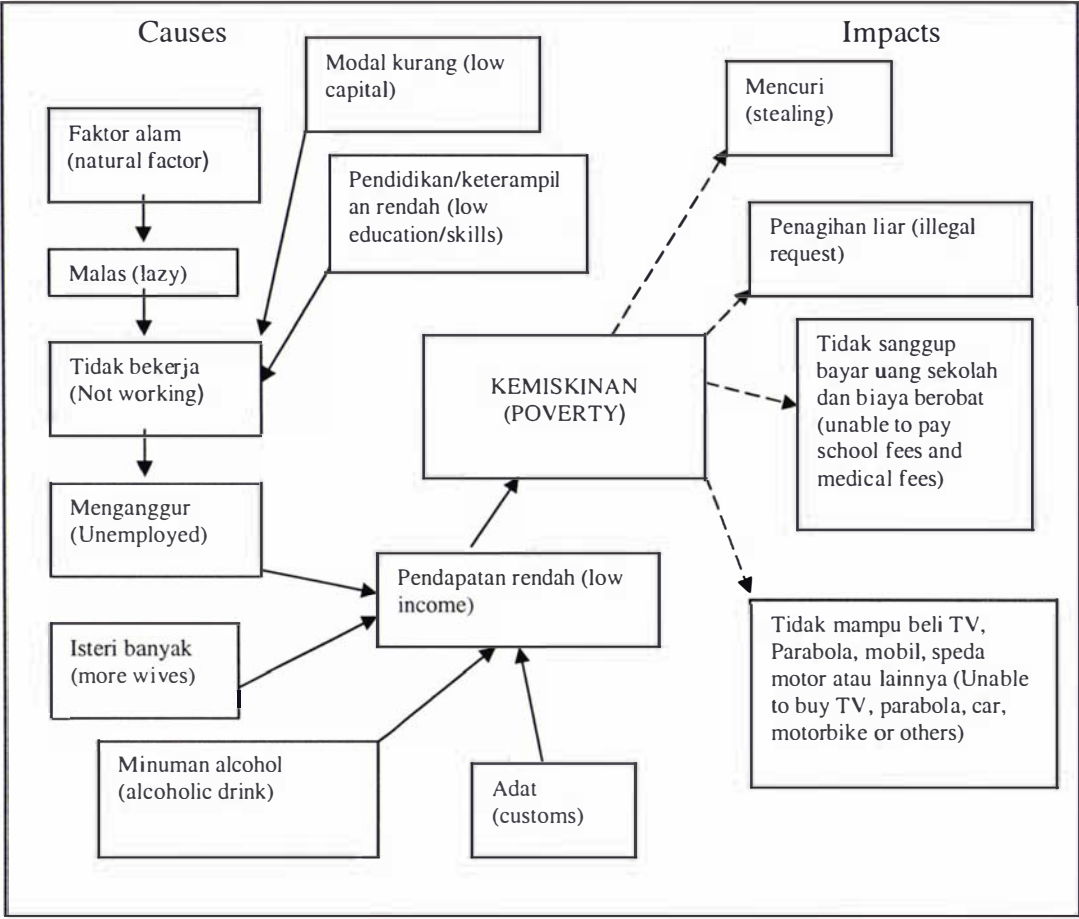 Causes
Impacts
Modal kurang (low
capital)
Mencuri
(stealing)
Faktor alam
(natural factor)
Pendidikan/keterampil
an rendah (low
education/skills)
Penagihan liar (illegal
request)
Malas (lazy)
Tidak bekerja
(Not working)
KEMISKINAN
(POVERTY)
Tidak sanggup
bayar uang sekolah
dan biaya berobat
(unable to pay
school fees and
medical fees)
Menganggur
(Unemployed)
Pendapatan rendah (low
income)
Isteri banyak
(more wives)
Tidak mampu beli TV,
Parabola, mobil, speda
motor atau lainnya (Unable
to buy TV, parabola, car,
motorbike or others)
Minuman alcohol
(alcoholic drink)
Adat
(customs)